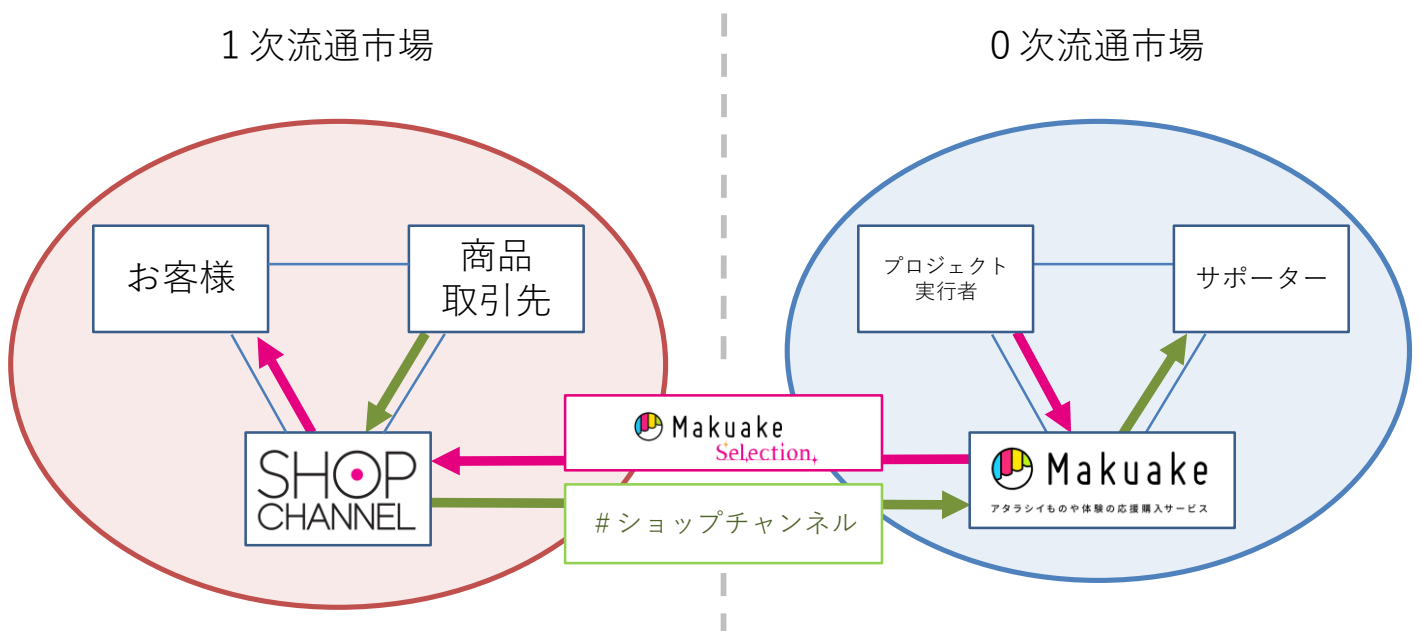 1次流通市場
0次流通市場
お客様
商品
取引先
プロジェクト
実行者
サポーター
Makuake
Selection
SHOP
CHANNEL
Makuake
アタラシイものや体験の応援購入サービス
#ショップチャンネル